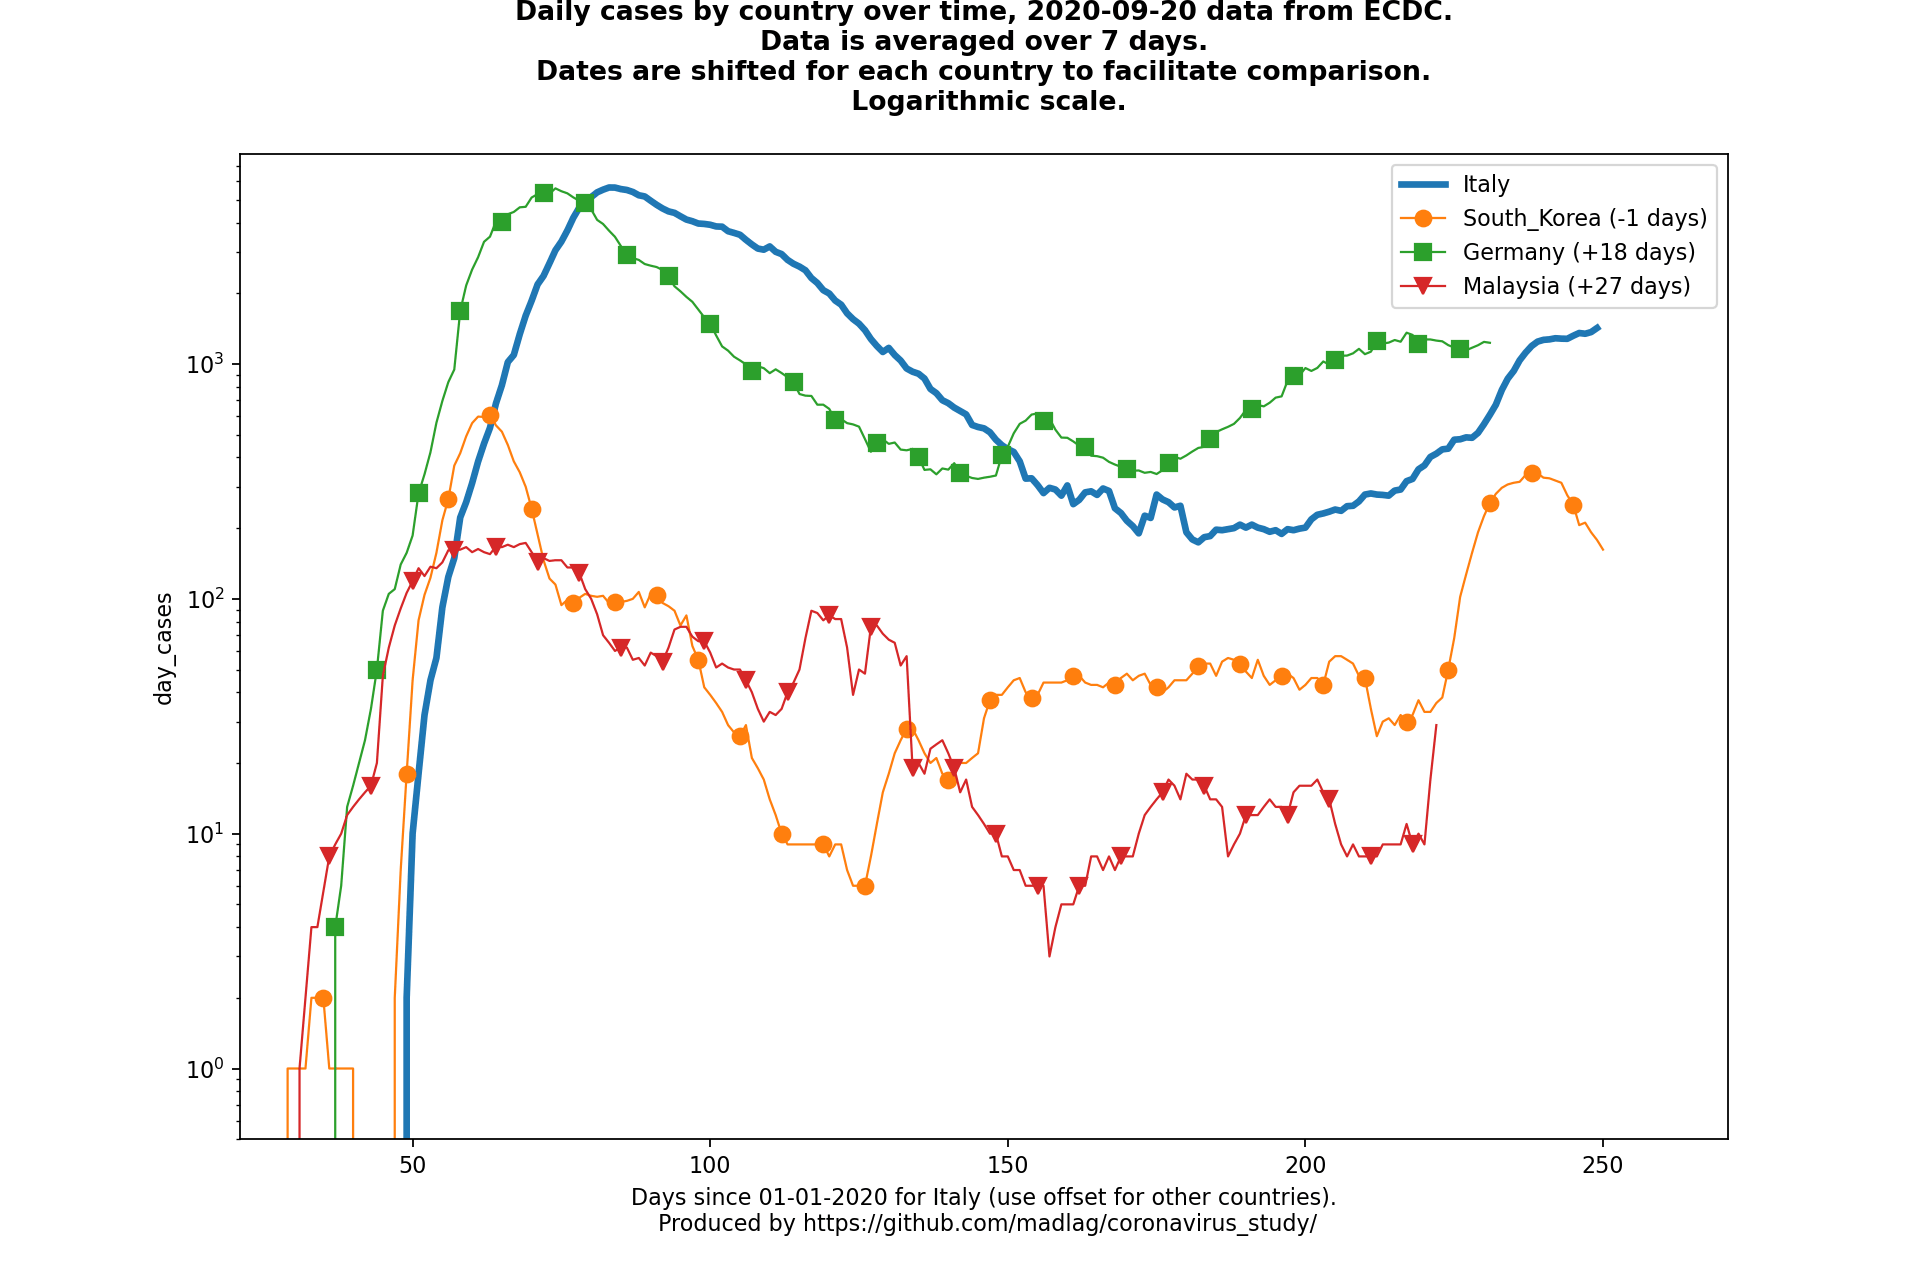 Daily cases by country over time, 2020-09-20 data from ECDC.
Data is averaged over 7 days.
Dates are shifted for each country to facilitate comparison.
Logarithmic scale.
Italy
South_Korea (-1 days)
Germany (+18 days)
Malaysia (+27 days)
day_cases
10³
10²
10¹
10⁰
50 100 150 200 250
Days since 01-01-2020 for Italy (use offset for other countries).
Produced by https://github.com/madlag/coronavirus_study/